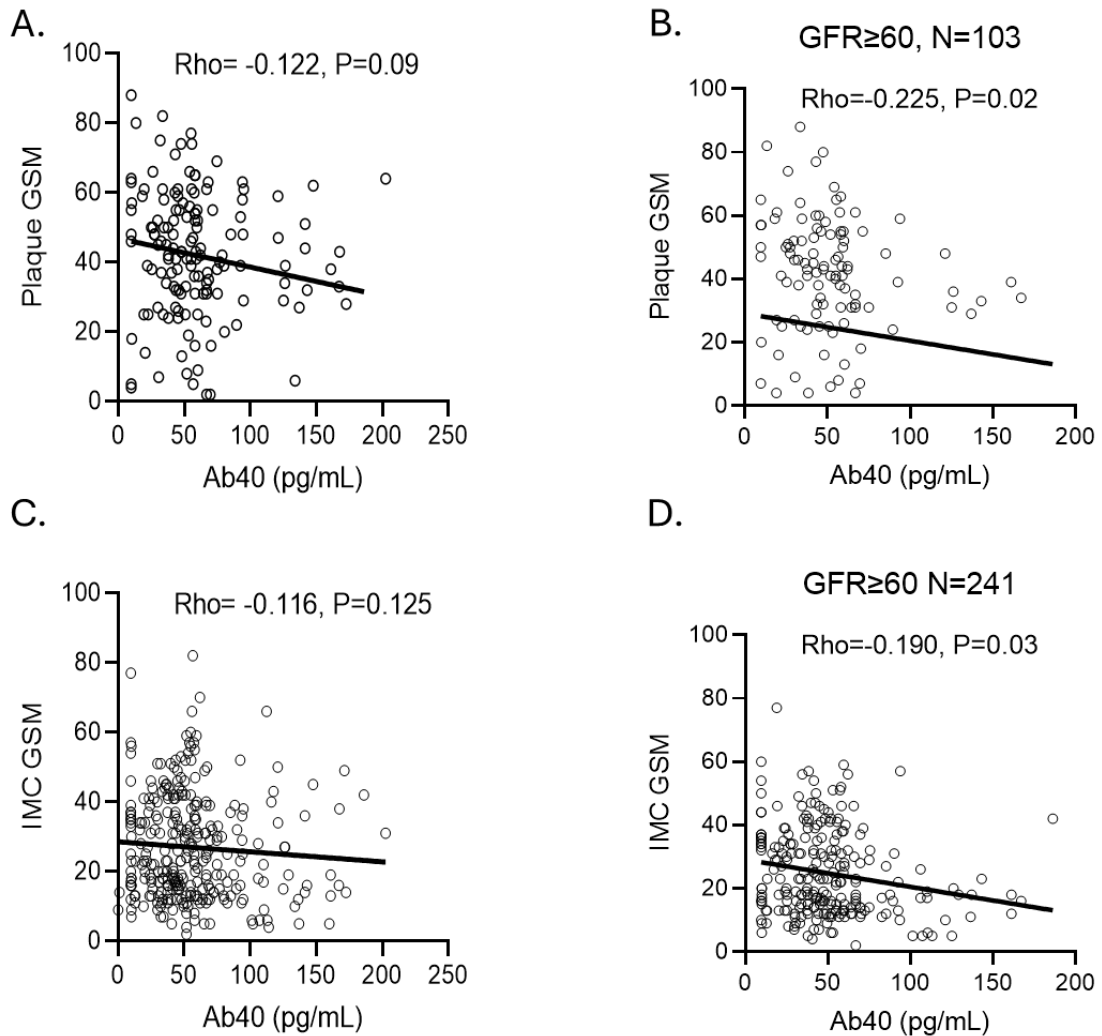 A.
Rho= -0.122, P=0.09
100
80
60
40
20
0
Plaque GSM
0 50 100 150 200 250
Ab40 (pg/mL)
B.
GFR≥60, N=103
Rho=-0.225, P=0.02
100
80
60
40
20
0
Plaque GSM
0 50 100 150 200
Ab40 (pg/mL)
C.
Rho= -0.116, P=0.125
100
80
60
40
20
0
IMC GSM
0 50 100 150 200 250
Ab40 (pg/mL)
D.
GFR≥60 N=241
Rho=-0.190, P=0.03
100
80
60
40
20
0
IMC GSM
0 50 100 150 200
Ab40 (pg/mL)